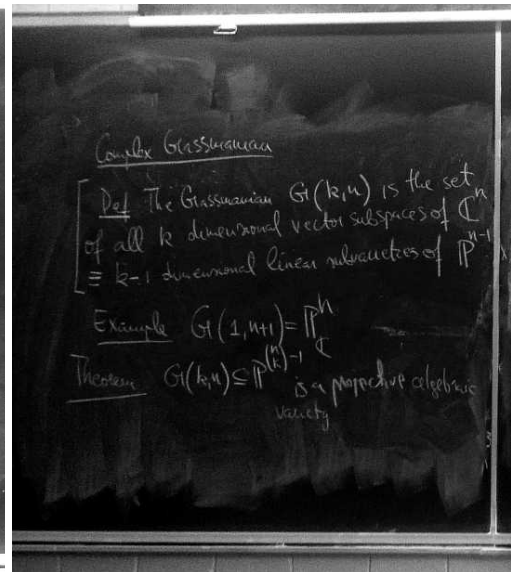 Complex Grassmanian
Def The Grassmanian G(k,n) is the set
of all k dimensional vector subspaces of ℂⁿ
≡ k-1 dimensional linear subvarieties of ℙⁿ⁻¹
Example G(1,n+1) = ℙⁿ_ℂ
Theorem G(k,n) ⊆ ℙ^{\binom{n}{k}-1} is a projective algebraic
variety